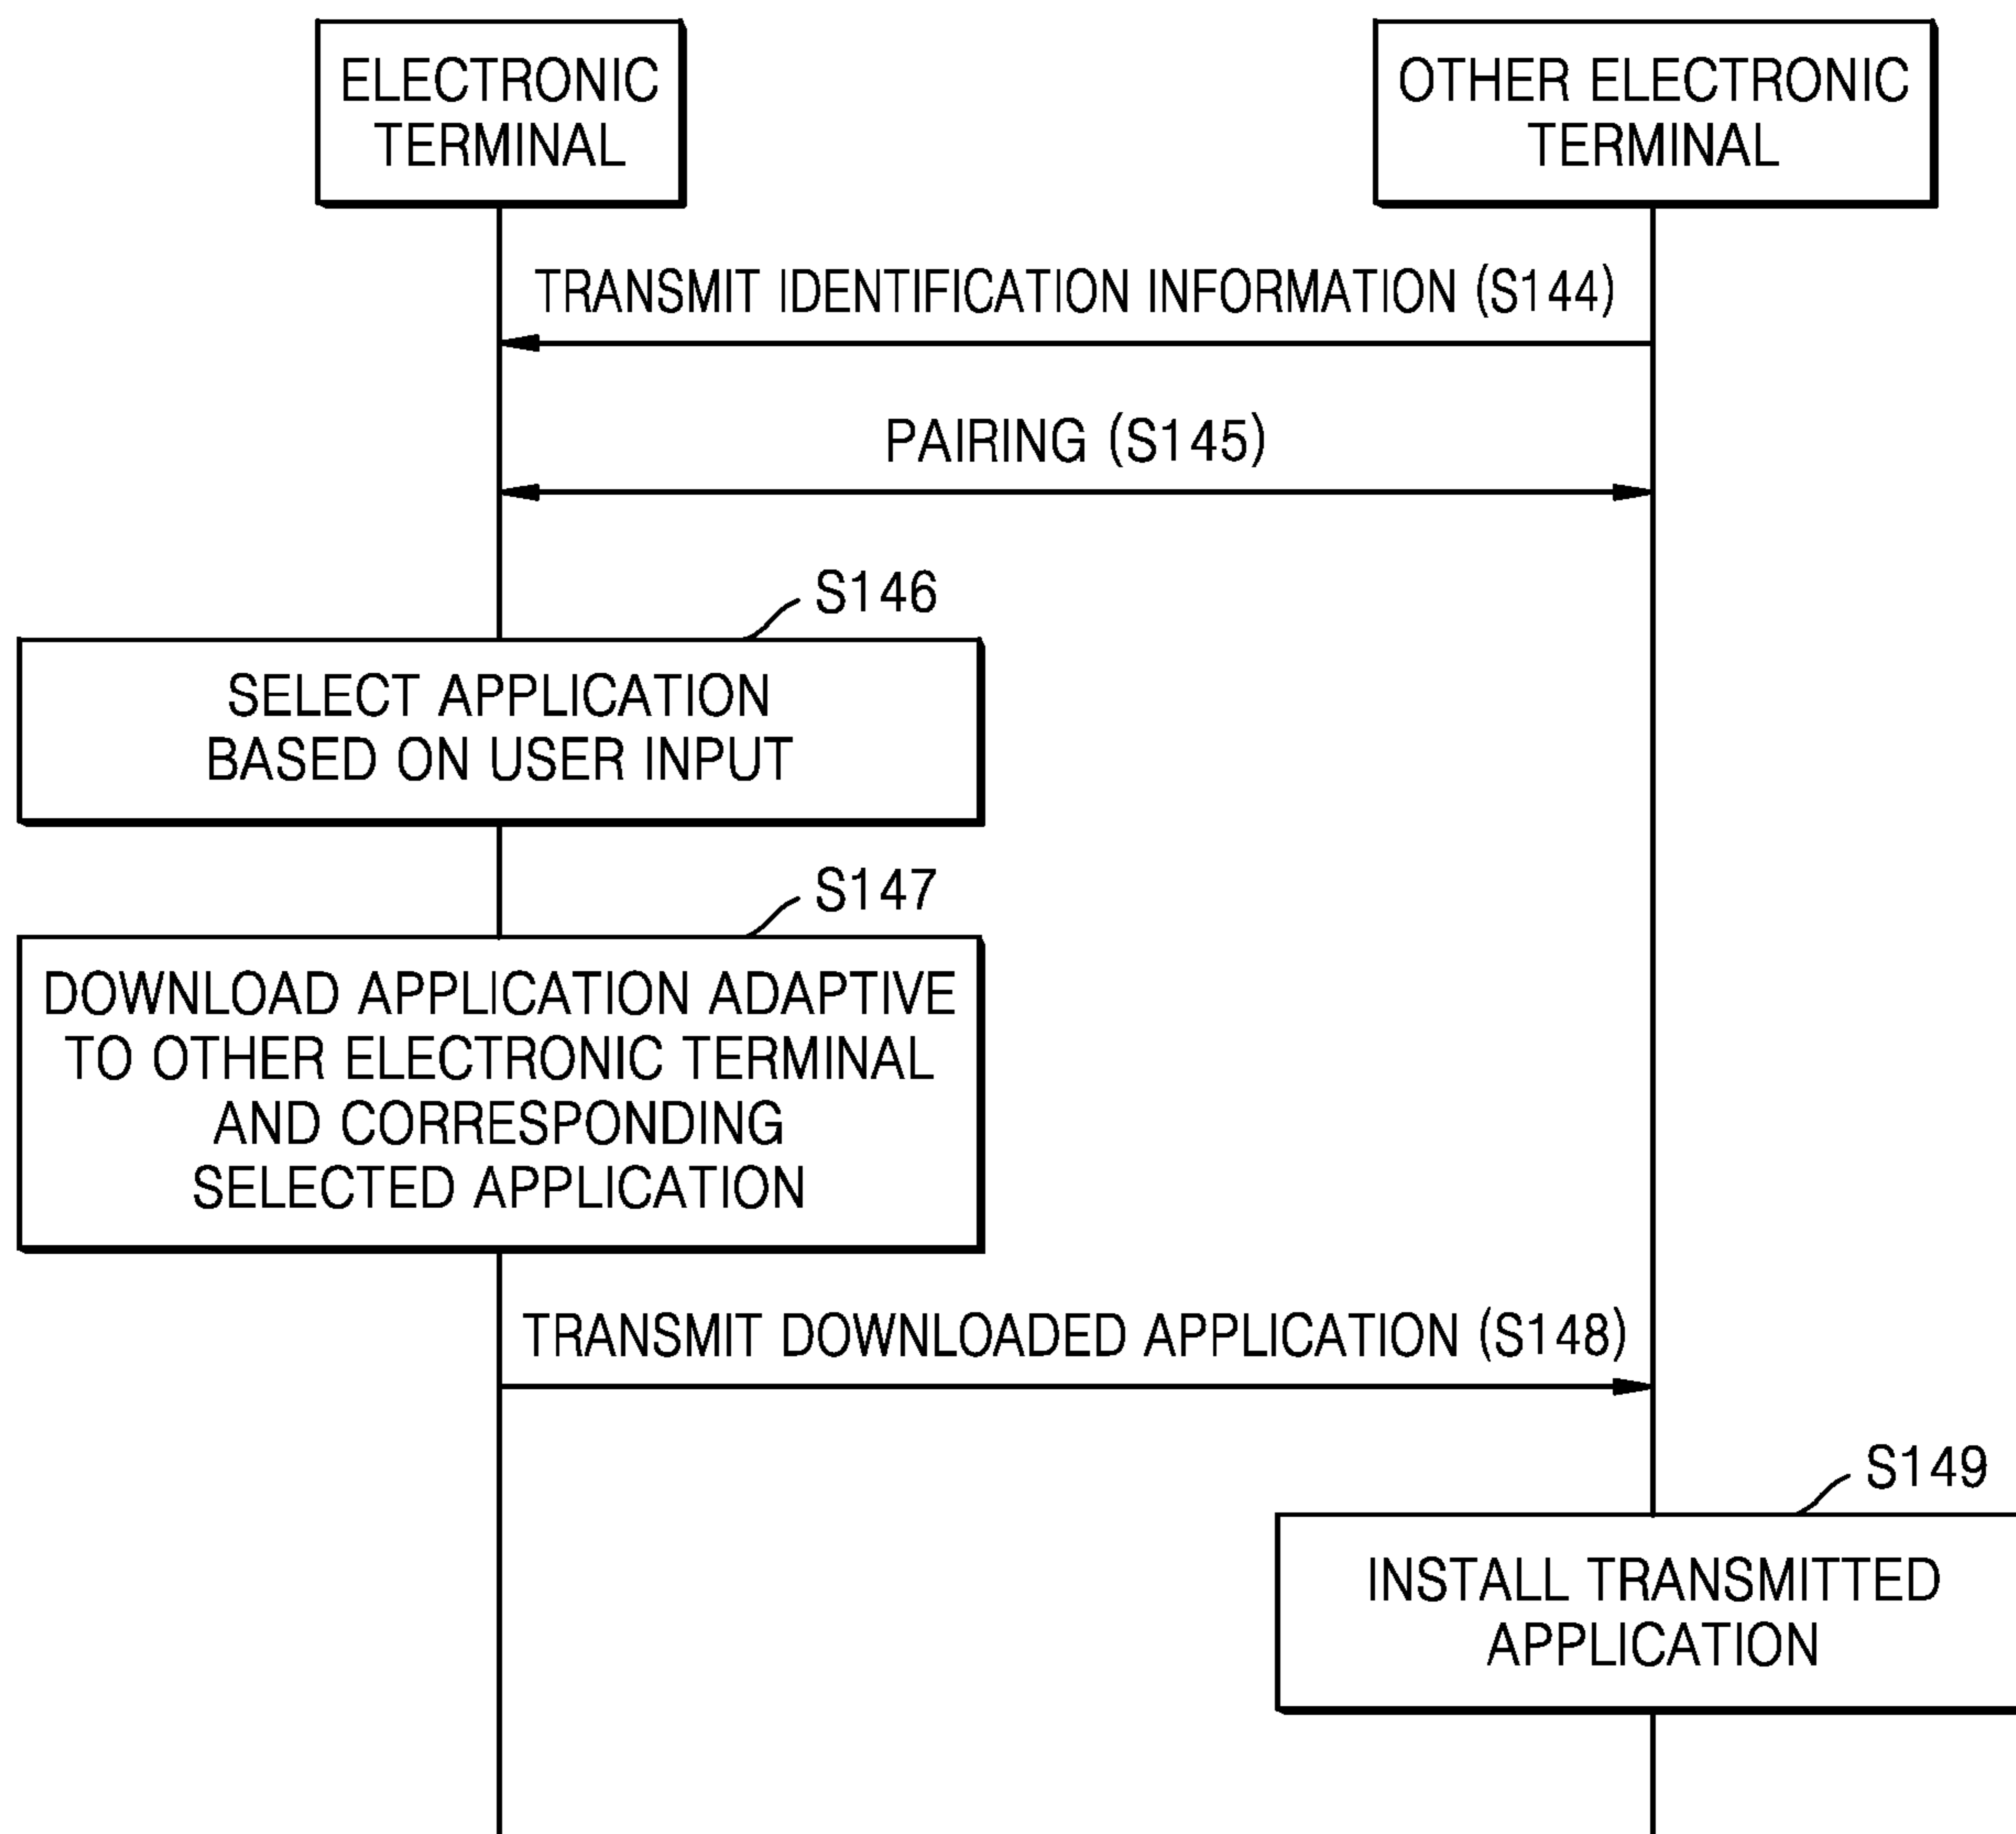 ELECTRONIC
TERMINAL
OTHER ELECTRONIC
TERMINAL
TRANSMIT IDENTIFICATION INFORMATION (S144)
PAIRING (S145)
S146
SELECT APPLICATION
BASED ON USER INPUT
S147
DOWNLOAD APPLICATION ADAPTIVE
TO OTHER ELECTRONIC TERMINAL
AND CORRESPONDING
SELECTED APPLICATION
TRANSMIT DOWNLOADED APPLICATION (S148)
S149
INSTALL TRANSMITTED
APPLICATION